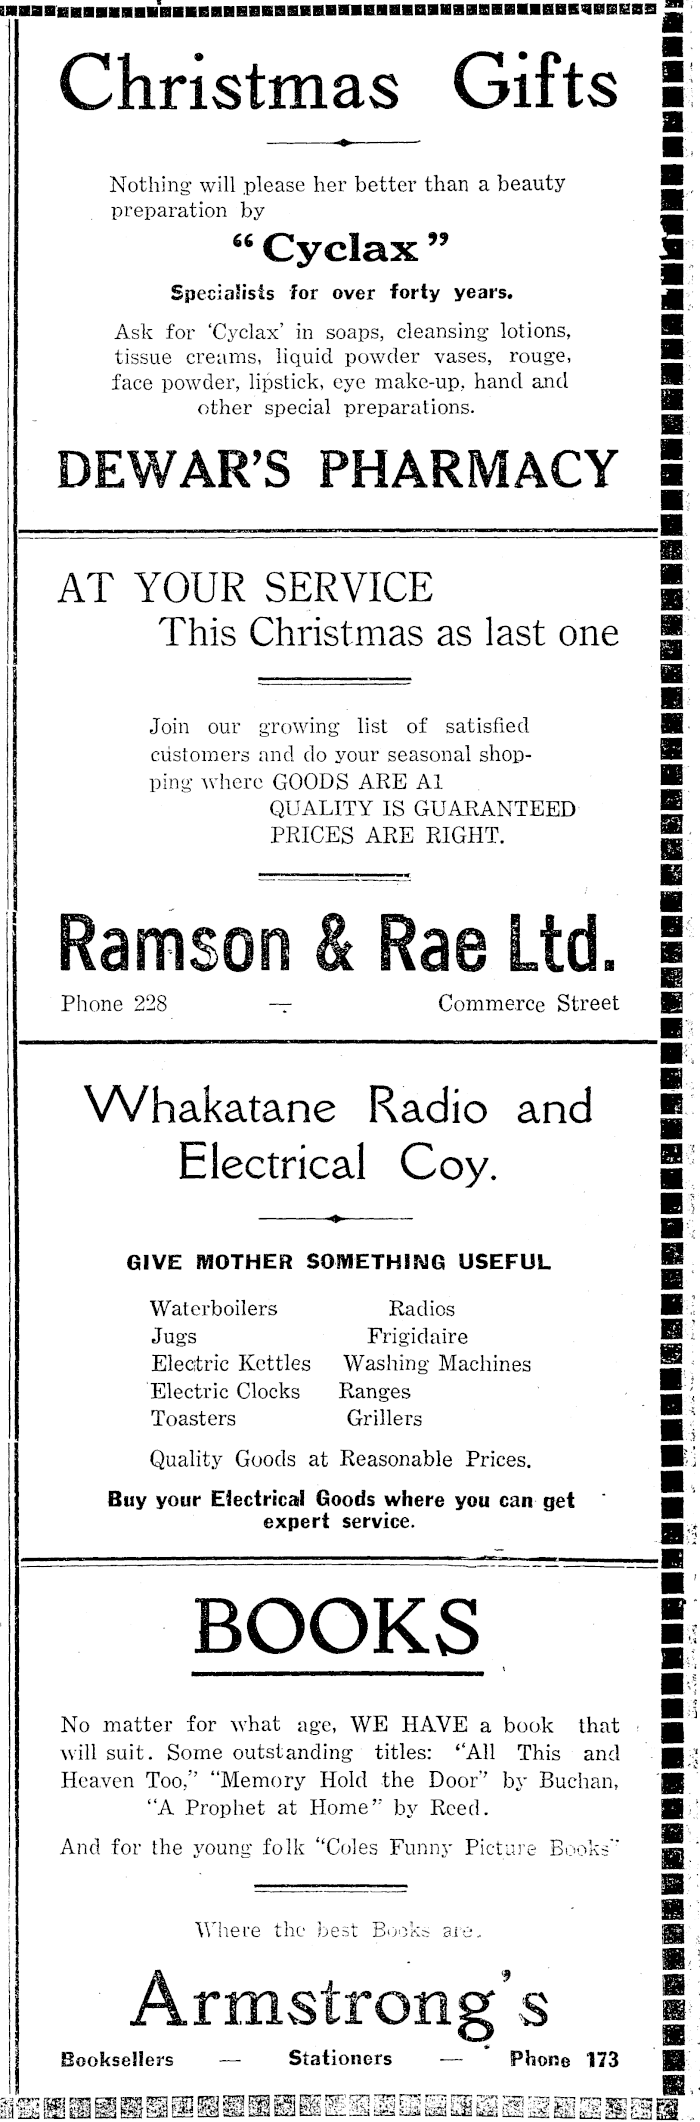 Christmas Gifts
Nothing will please her better than a beauty
preparation by
“Cyclax”
Specialists for over forty years.
Ask for ‘Cyclax’ in soaps, cleansing lotions,
tissue creams, liquid powder vases, rouge,
face powder, lipstick, eye make-up, hand and
other special preparations.
DEWAR’S PHARMACY
AT YOUR SERVICE
This Christmas as last one
Join our growing list of satisfied
customers and do your seasonal shop-
ping where GOODS ARE A1
QUALITY IS GUARANTEED
PRICES ARE RIGHT.
Ramson & Rae Ltd.
Phone 228 — Commerce Street
Whakatane Radio and
Electrical Coy.
GIVE MOTHER SOMETHING USEFUL
Waterboilers Radios
Jugs Frigidaire
Electric Kettles Washing Machines
Electric Clocks Ranges
Toasters Grillers
Quality Goods at Reasonable Prices.
Buy your Electrical Goods where you can get
expert service.
BOOKS
No matter for what age, WE HAVE a book that
will suit. Some outstanding titles: “All This and
Heaven Too,” “Memory Hold the Door” by Buchan,
“A Prophet at Home” by Reed.
And for the young folk “Coles Funny Picture Books”
Where the best Books are.
Armstrong’s
Booksellers — Stationers — Phone 173